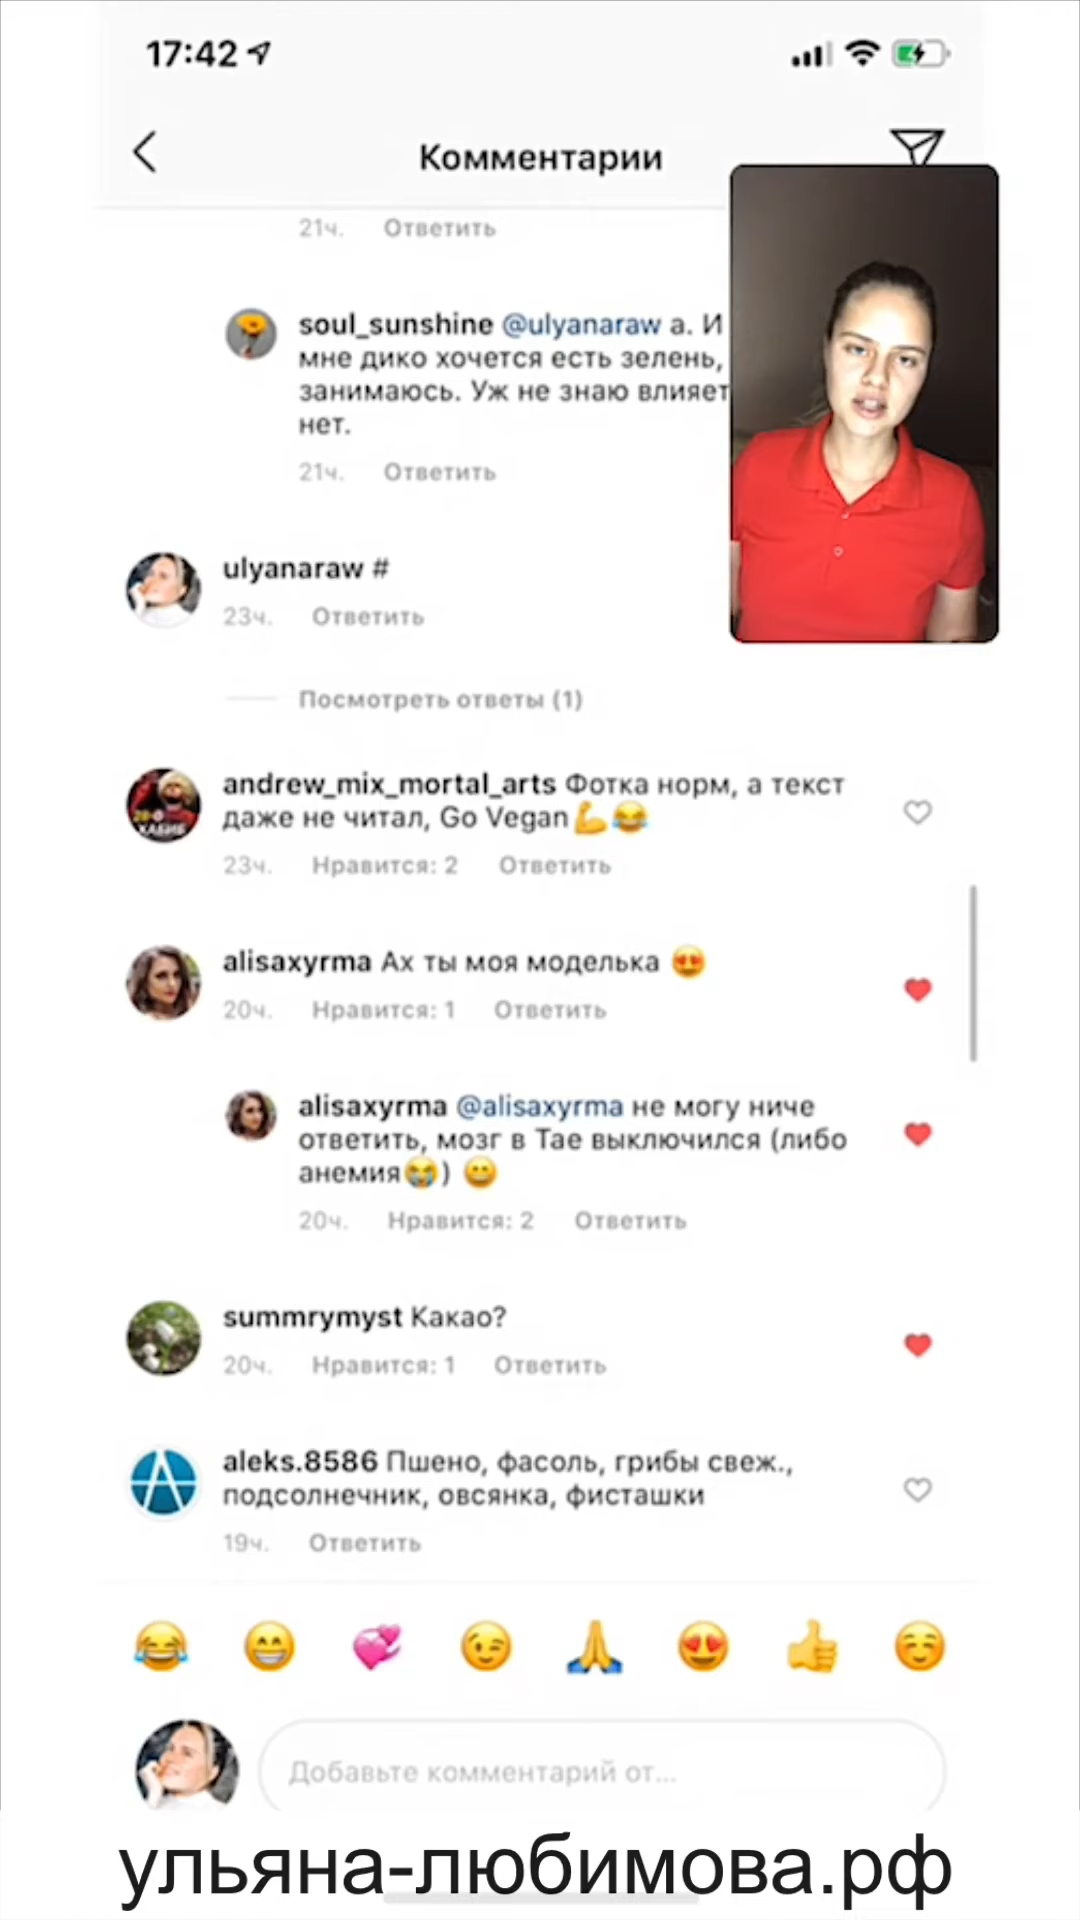 17:42
Комментарии
21ч. Ответить
soul_sunshine @ulyanaraw а. И
мне дико хочется есть зелень,
занимаюсь. Уж не знаю влияет
нет.
21ч. Ответить
ulyanaraw #
23ч. Ответить
Посмотреть ответы (1)
andrew_mix_mortal_arts Фотка норм, а текст
даже не читал, Go Vegan💪😂
23ч. Нравится: 2 Ответить
alisaxyrma Ах ты моя моделька 😍
20ч. Нравится: 1 Ответить
alisaxyrma @alisaxyrma не могу ниче
ответить, мозг в Тае выключился (либо
анемия😭) 😁
20ч. Нравится: 2 Ответить
summrymyst Какао?
20ч. Нравится: 1 Ответить
aleks.8586 Пшено, фасоль, грибы свеж.,
подсолнечник, овсянка, фисташки
19ч. Ответить
Добавьте комментарий от...
ульяна-любимова.рф